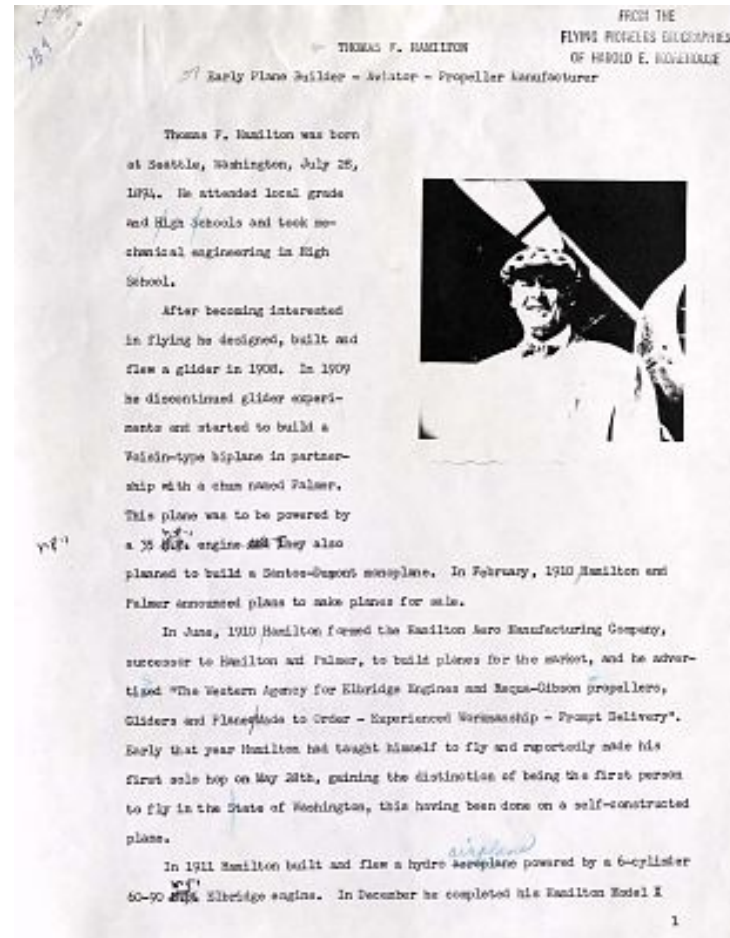 FROM THE
FLYING PIONEERS BIOGRAPHIES
OF HAROLD E. MOREHOUSE
THOMAS F. HAMILTON
Early Plane Builder - Aviator - Propeller Manufacturer
Thomas F. Hamilton was born
at Seattle, Washington, July 28,
1894. He attended local grade
and High Schools and took me-
chanical engineering in High
School.
After becoming interested
in flying he designed, built and
flew a glider in 1908. In 1909
he discontinued glider experi-
ments and started to build a
Voisin-type biplane in partner-
ship with a chum named Palmer.
This plane was to be powered by
a 35 engine They also
planned to build a Santos-Dumont monoplane. In February, 1910 Hamilton and
Palmer announced plans to make planes for sale.
In June, 1910 Hamilton formed the Hamilton Aero Manufacturing Company,
successor to Hamilton and Palmer, to build planes for the market, and he adver-
tised "The Western Agency for Elbridge Engines and Requa-Gibson propellers,
Gliders and Planes Made to Order - Experienced Workmanship - Prompt Delivery".
Early that year Hamilton had taught himself to fly and reportedly made his
first solo hop on May 28th, gaining the distinction of being the first person
to fly in the State of Washington, this having been done on a self-constructed
plane.
airplane
In 1911 Hamilton built and flew a hydro aeroplane powered by a 6-cylinder
60-90 Elbridge engine. In December he completed his Hamilton Model X
1